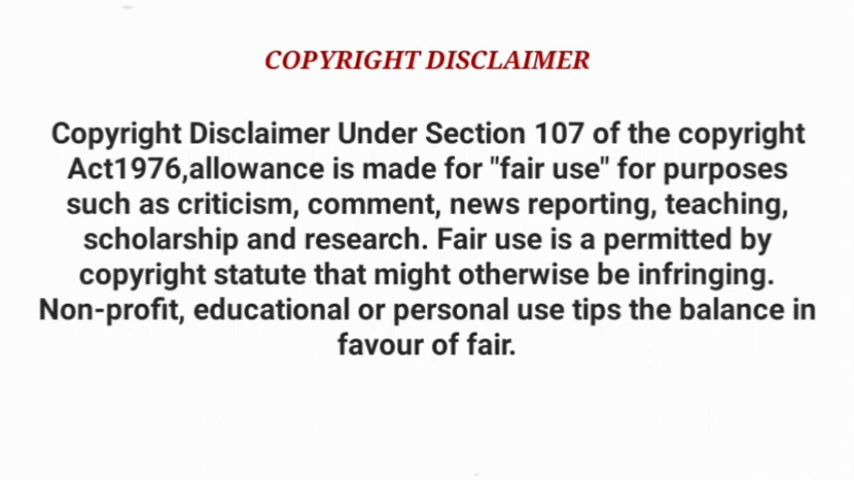 COPYRIGHT DISCLAIMER
Copyright Disclaimer Under Section 107 of the copyright
Act1976,allowance is made for "fair use" for purposes
such as criticism, comment, news reporting, teaching,
scholarship and research. Fair use is a permitted by
copyright statute that might otherwise be infringing.
Non-profit, educational or personal use tips the balance in
favour of fair.